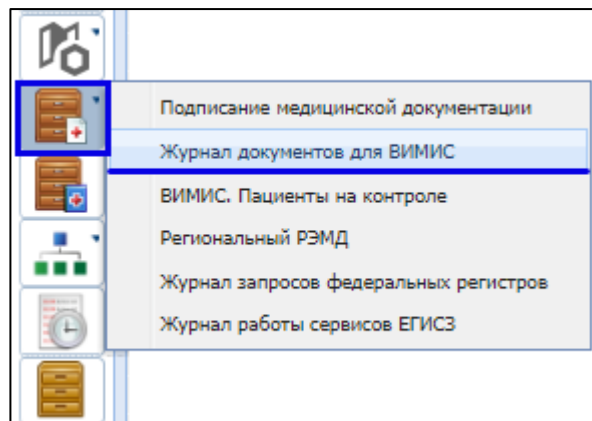 Подписание медицинской документации
Журнал документов для ВИМИС
ВИМИС. Пациенты на контроле
Региональный РЭМД
Журнал запросов федеральных регистров
Журнал работы сервисов ЕГИСЗ